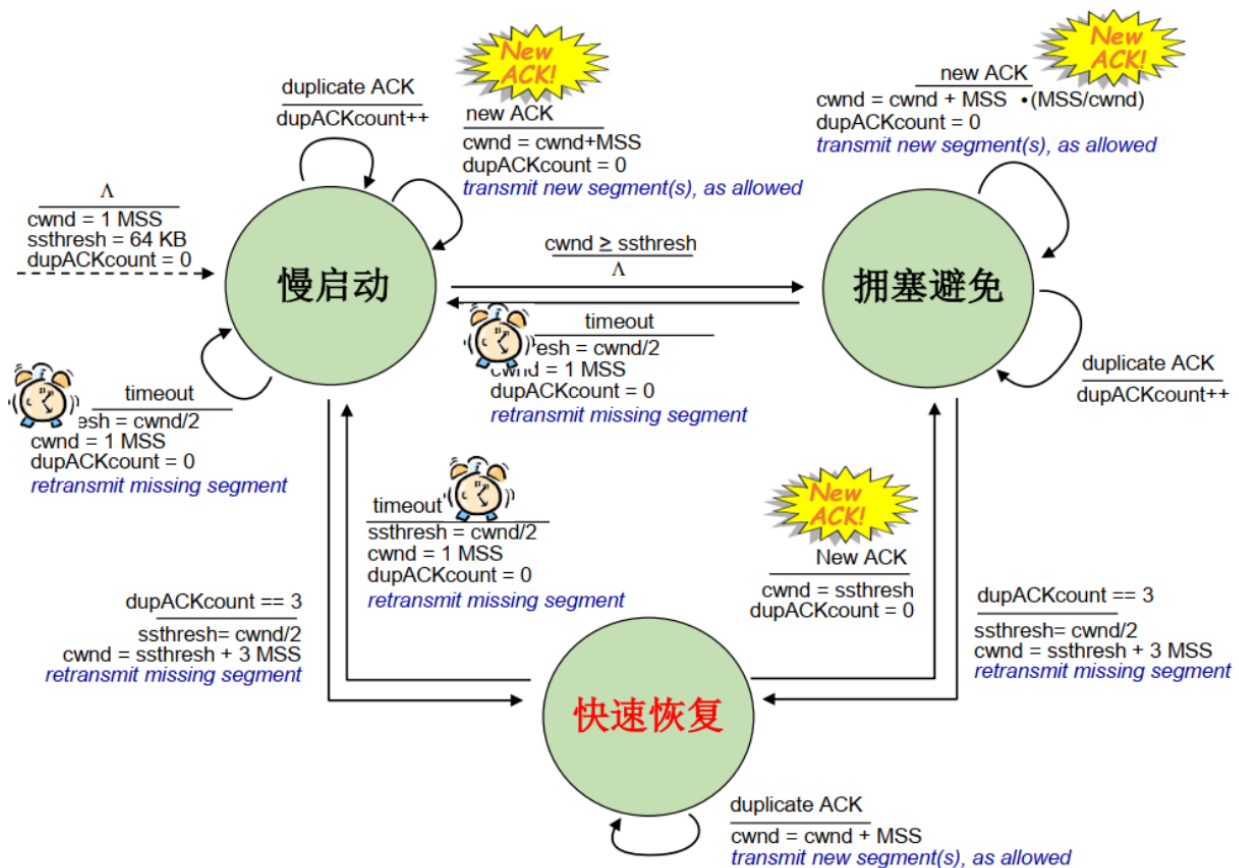 New
ACK!
duplicate ACK
dupACKcount++
new ACK
cwnd = cwnd+MSS
dupACKcount = 0
transmit new segment(s), as allowed
New
ACK!
new ACK
cwnd = cwnd + MSS •(MSS/cwnd)
dupACKcount = 0
transmit new segment(s), as allowed
Λ
cwnd = 1 MSS
ssthresh = 64 KB
dupACKcount = 0
慢启动
cwnd ≥ ssthresh
Λ
拥塞避免
timeout
esh = cwnd/2
cwnd = 1 MSS
dupACKcount = 0
retransmit missing segment
duplicate ACK
dupACKcount++
timeout
esh = cwnd/2
cwnd = 1 MSS
dupACKcount = 0
retransmit missing segment
timeout
ssthresh = cwnd/2
cwnd = 1 MSS
dupACKcount = 0
retransmit missing segment
New
ACK!
New ACK
cwnd = ssthresh
dupACKcount = 0
dupACKcount == 3
ssthresh= cwnd/2
cwnd = ssthresh + 3 MSS
retransmit missing segment
dupACKcount == 3
ssthresh= cwnd/2
cwnd = ssthresh + 3 MSS
retransmit missing segment
快速恢复
duplicate ACK
cwnd = cwnd + MSS
transmit new segment(s), as allowed